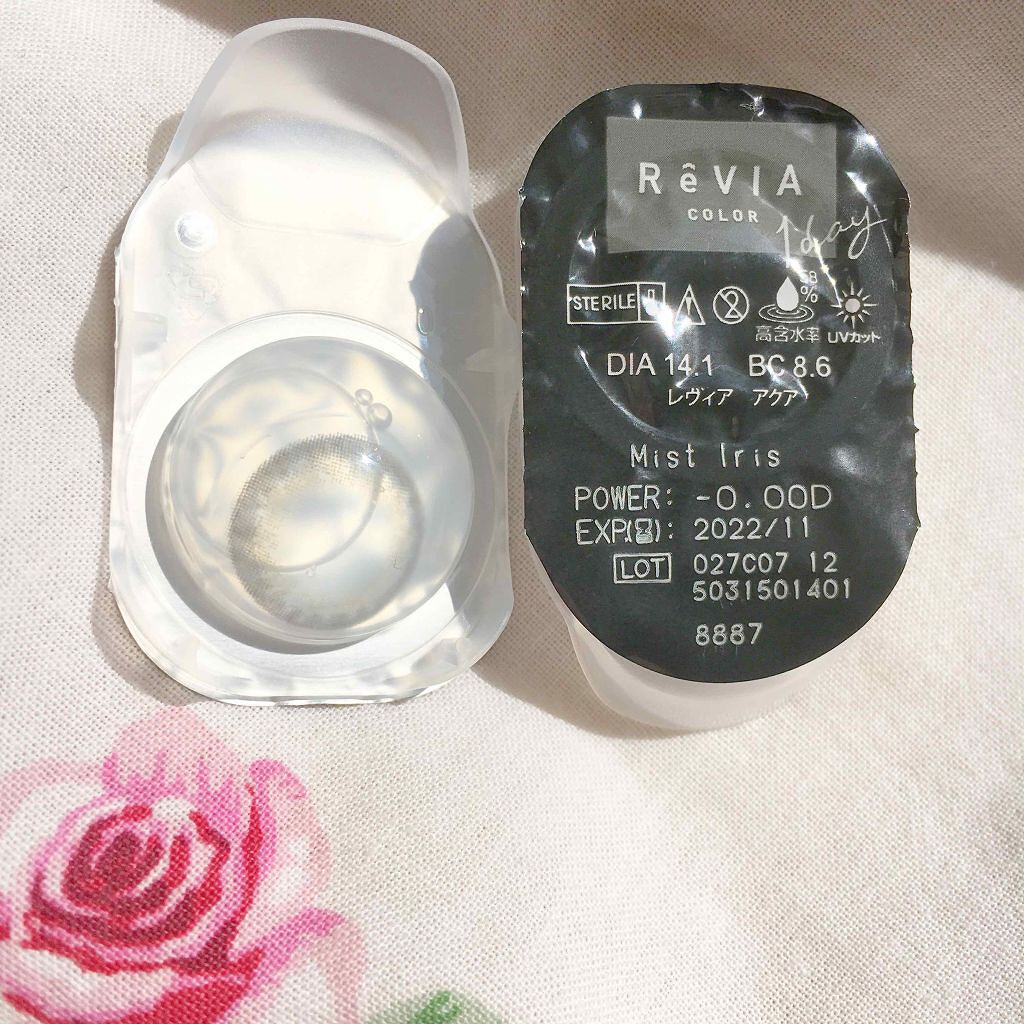 RêVIA
COLOR
1day
STERILE
%
高含水率 UVカット
DIA 14.1 BC 8.6
レヴィア アクア
Mist Iris
POWER: -0.00D
EXP(): 2022/11
LOT 027C07 12
5031501401
8887